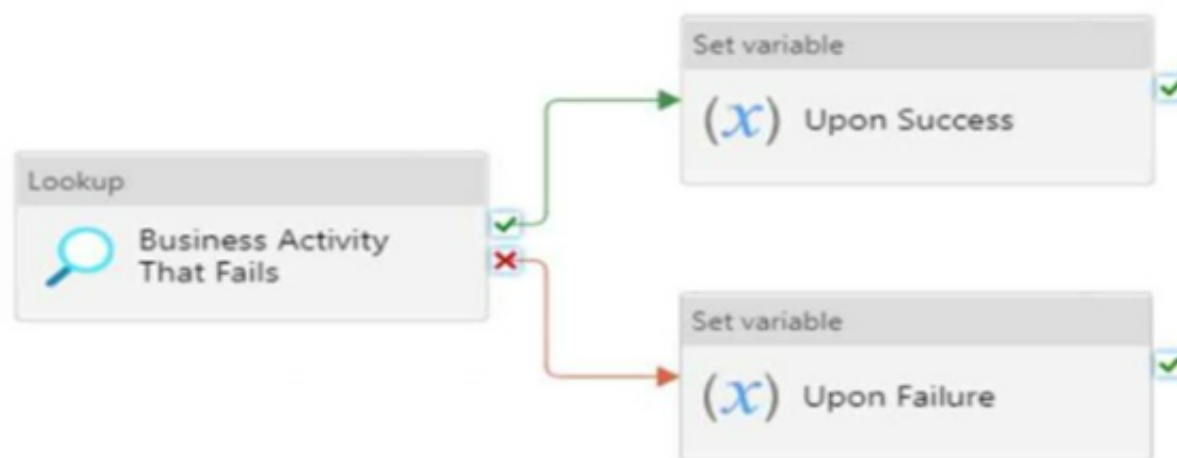 Set variable
(x) Upon Success
Lookup
Business Activity
That Fails
Set variable
(x) Upon Failure